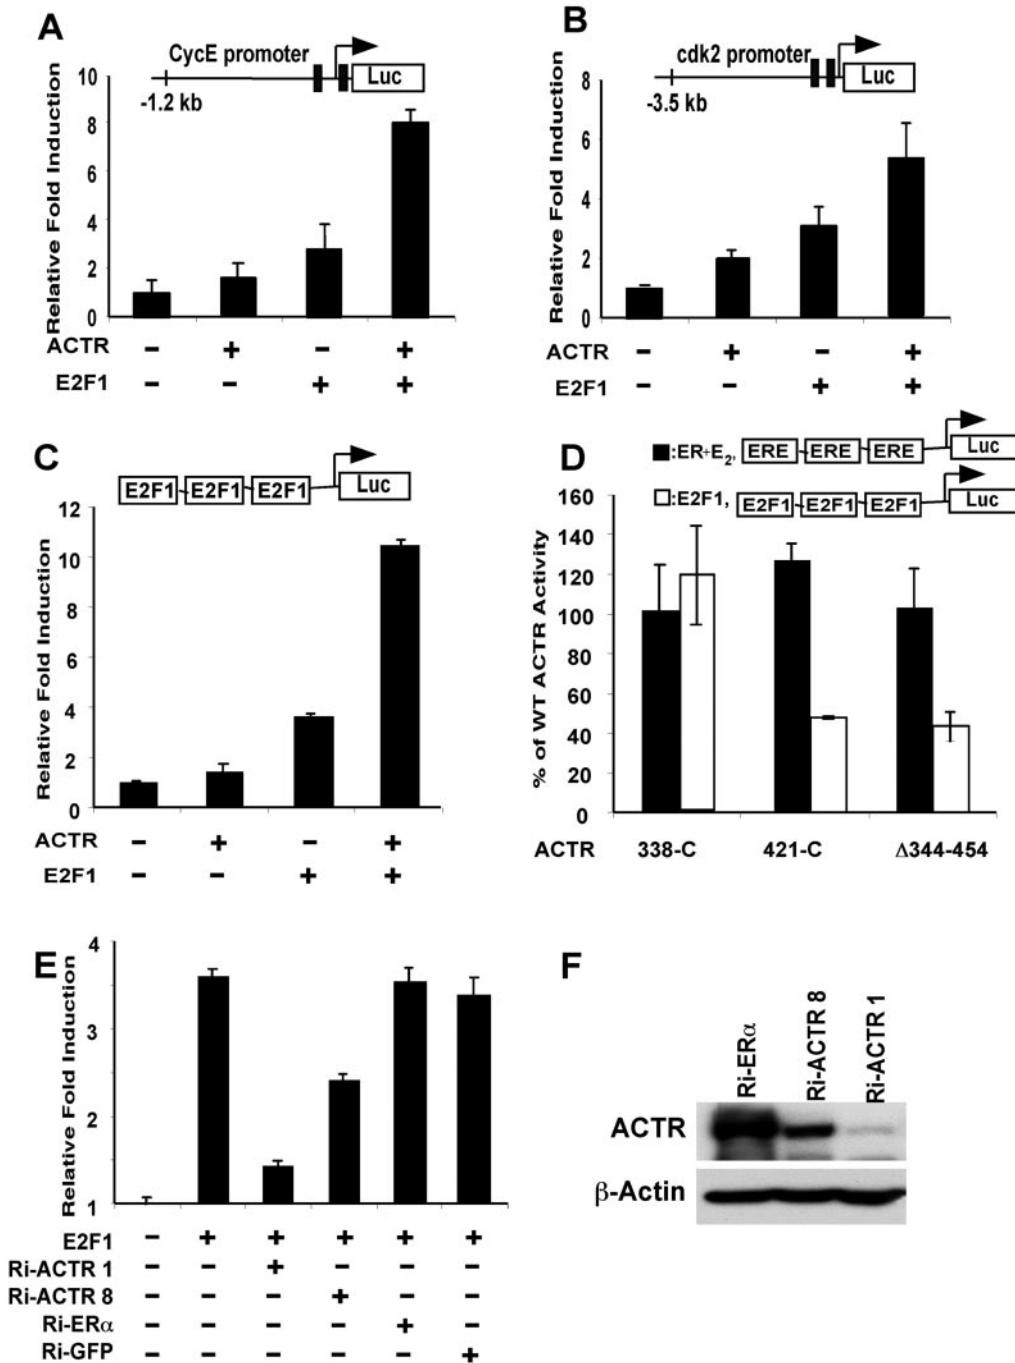 A
CycE promoter
Luc
-1.2 kb
Relative Fold Induction
10
8
6
4
2
0
ACTR − + − +
E2F1 − − + +
B
cdk2 promoter
Luc
-3.5 kb
Relative Fold Induction
8
6
4
2
0
ACTR − + − +
E2F1 − − + +
C
E2F1 E2F1 E2F1 Luc
Relative Fold Induction
12
10
8
6
4
2
0
ACTR − + − +
E2F1 − − + +
D
:ER+E2, ERE ERE ERE Luc
:E2F1, E2F1 E2F1 E2F1 Luc
% of WT ACTR Activity
160
140
120
100
80
60
40
20
0
ACTR 338-C 421-C Δ344-454
E
Relative Fold Induction
4
3
2
1
E2F1 − + + + + +
Ri-ACTR 1 − − + − − −
Ri-ACTR 8 − − − + − −
Ri-ERα − − − − + −
Ri-GFP − − − − − +
F
Ri-ERα
Ri-ACTR 8
Ri-ACTR 1
ACTR
β-Actin